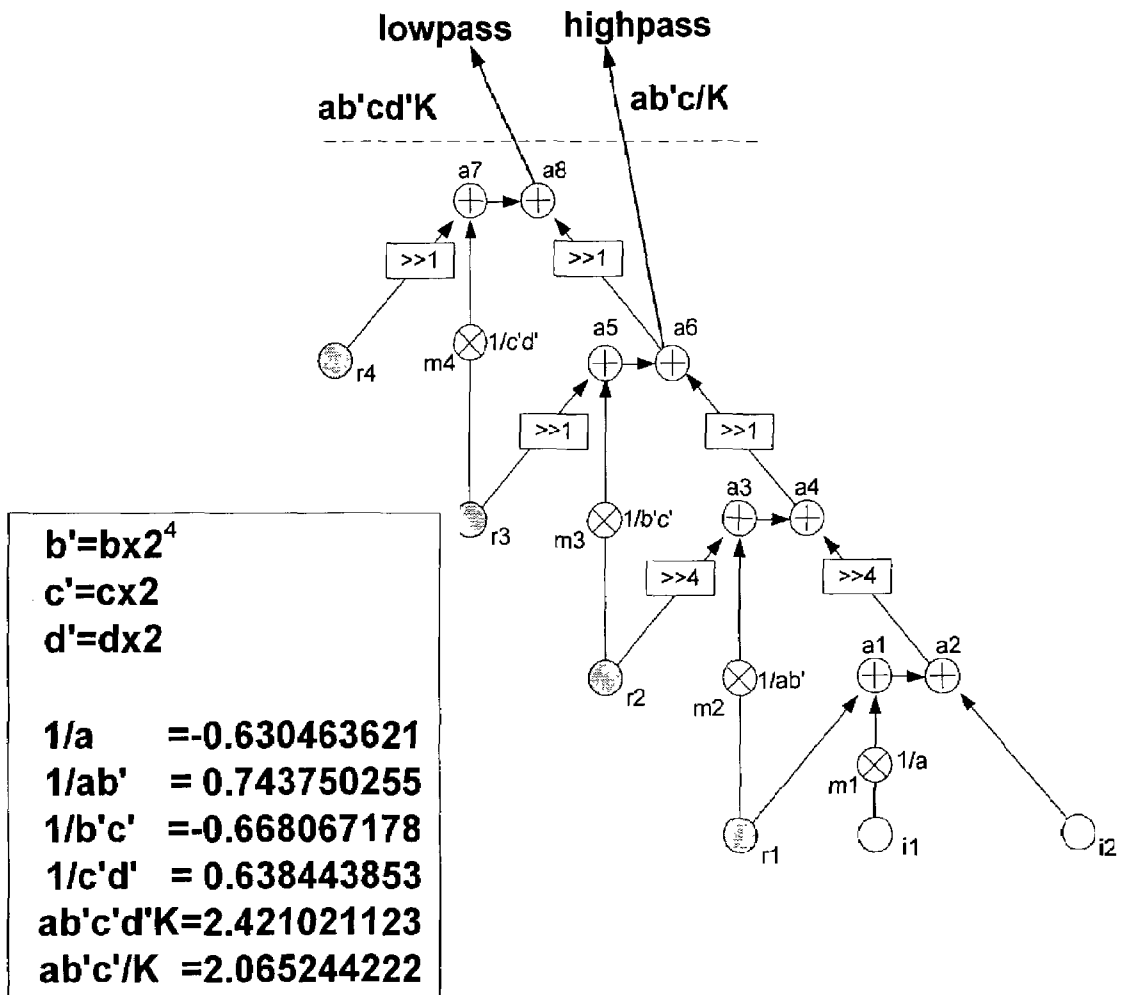 lowpass highpass
ab'cd'K ab'c/K
a7 a8
>>1 >>1
a5 a6
1/c'd'
m4
r4
>>1 >>1
a3 a4
r3
1/b'c'
m3
>>4 >>4
a1 a2
r2
1/ab'
m2
1/a
m1
r1 i1 i2
b'=bx2⁴
c'=cx2
d'=dx2
1/a =-0.630463621
1/ab' = 0.743750255
1/b'c' =-0.668067178
1/c'd' = 0.638443853
ab'c'd'K=2.421021123
ab'c'/K =2.065244222